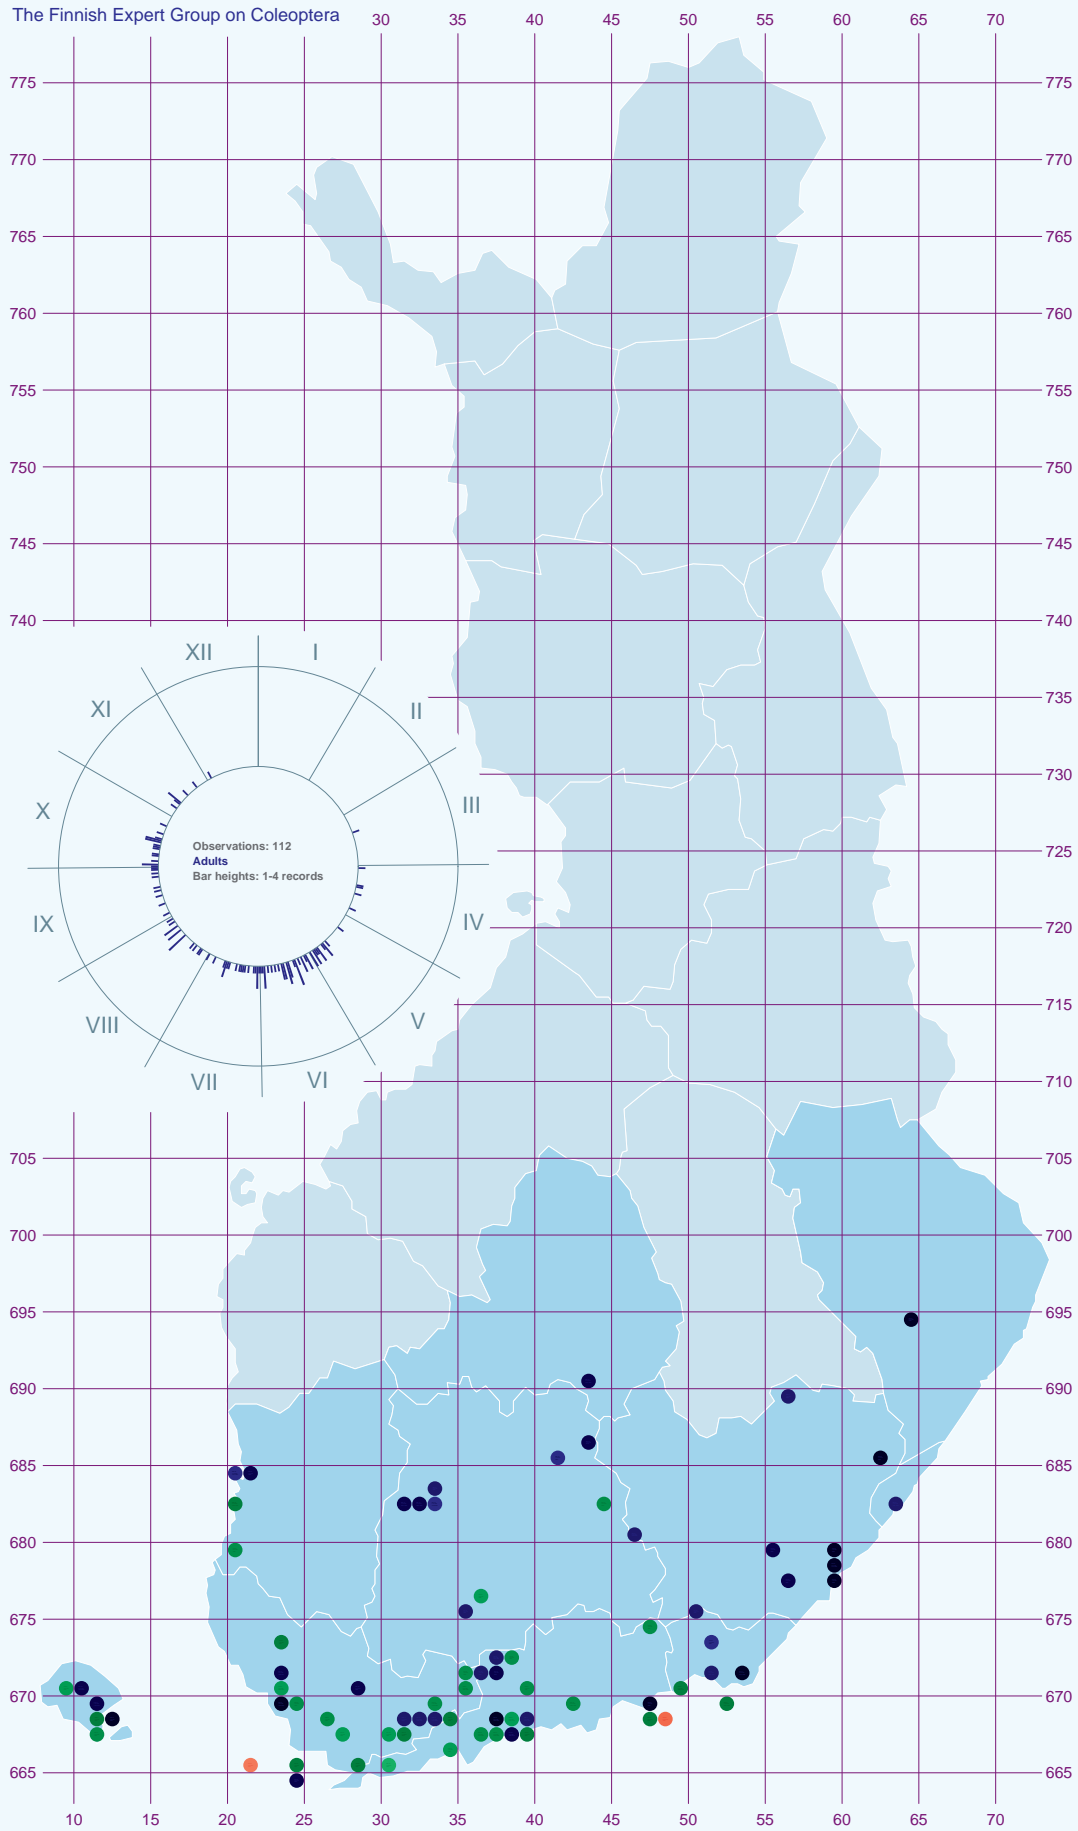 The Finnish Expert Group on Coleoptera 30 35 40 45 50 55 60 65 70
775 775
770 770
765 765
760 760
755 755
750 750
745 745
740 740
XII I
XI II
735
730
X III
725
Observations: 112
Adults
Bar heights: 1-4 records
IX IV
720
715
VIII V
VII VI
710
705 705
700 700
695 695
690 690
685 685
680 680
675 675
670 670
665 665
10 15 20 25 30 35 40 45 50 55 60 65 70